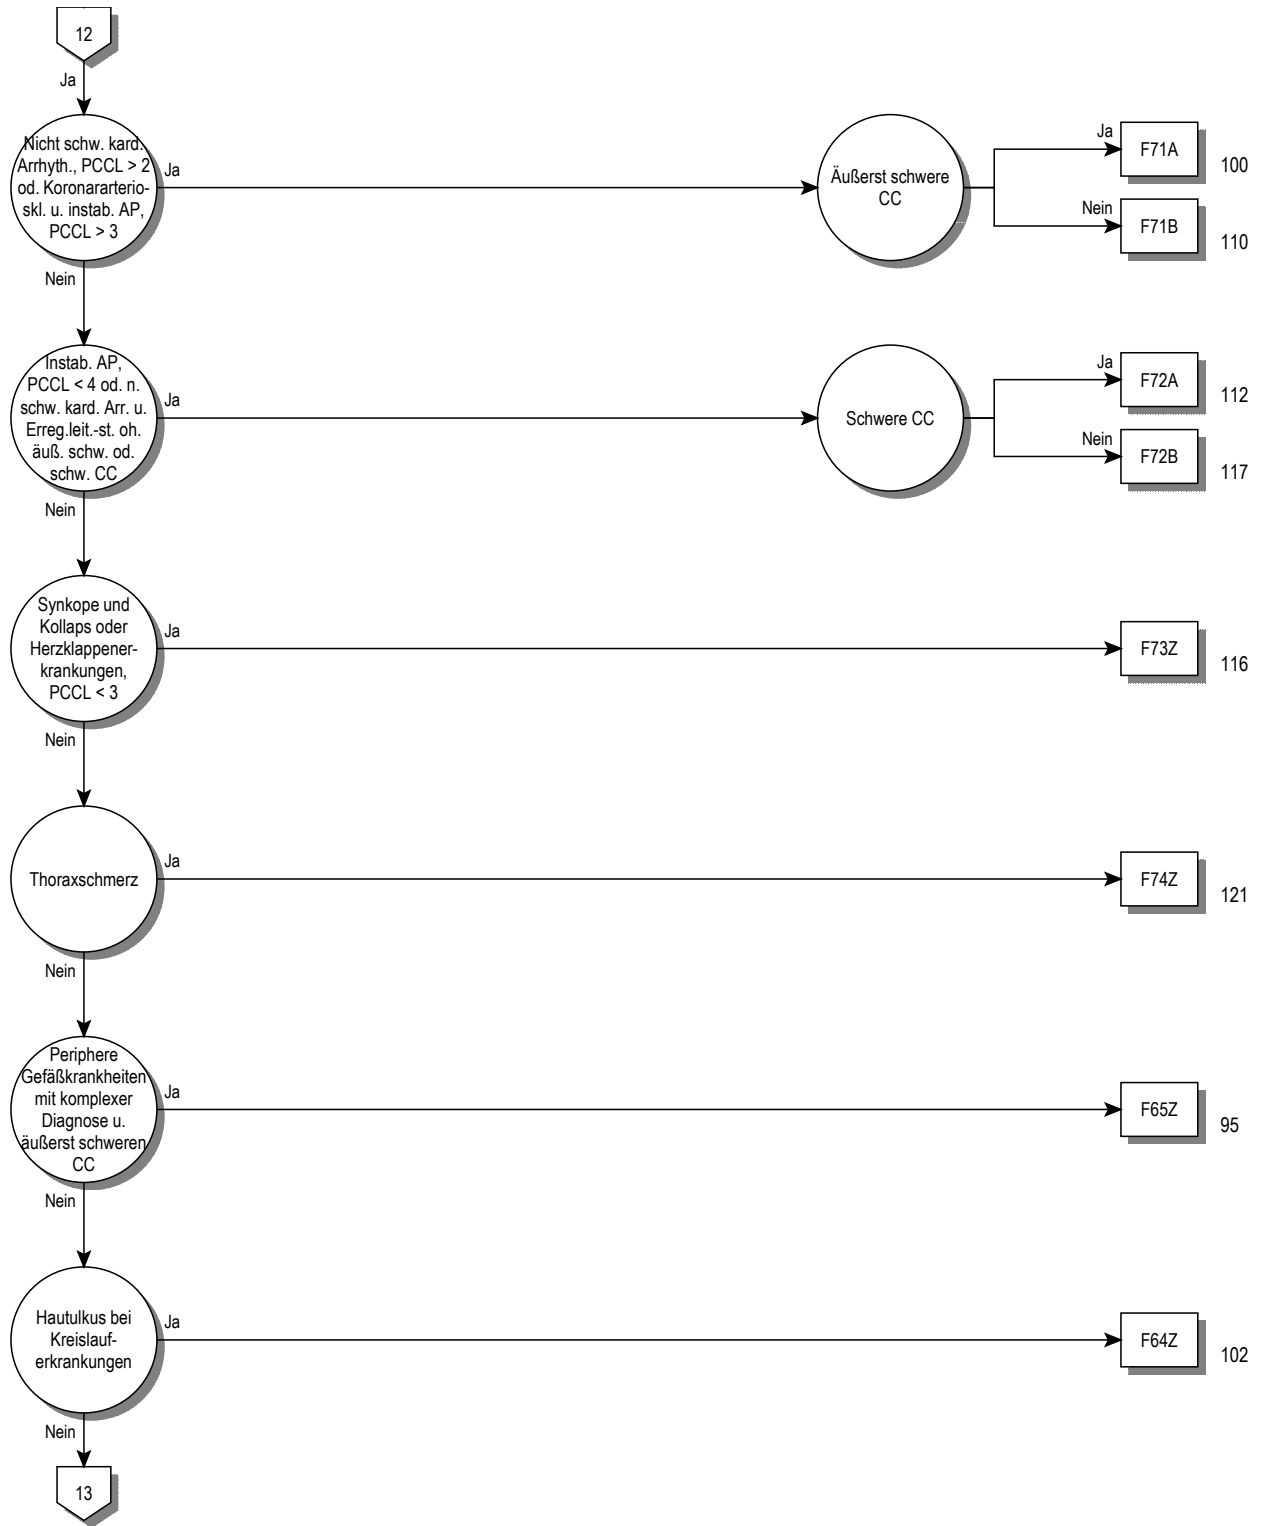 12
Ja
Nicht schw. kard.
Arrhyth., PCCL > 2
od. Koronararterio-
skl. u. instab. AP,
PCCL > 3
Ja
Äußerst schwere
CC
Ja
F71A
100
Nein
F71B
110
Nein
Instab. AP,
PCCL < 4 od. n.
schw. kard. Arr. u.
Erreg.leit.-st. oh.
äuß. schw. od.
schw. CC
Ja
Schwere CC
Ja
F72A
112
Nein
F72B
117
Nein
Synkope und
Kollaps oder
Herzklappener-
krankungen,
PCCL < 3
Ja
F73Z
116
Nein
Thoraxschmerz
Ja
F74Z
121
Nein
Periphere
Gefäßkrankheiten
mit komplexer
Diagnose u.
äußerst schweren
CC
Ja
F65Z
95
Nein
Hautulkus bei
Kreislauf-
erkrankungen
Ja
F64Z
102
Nein
13